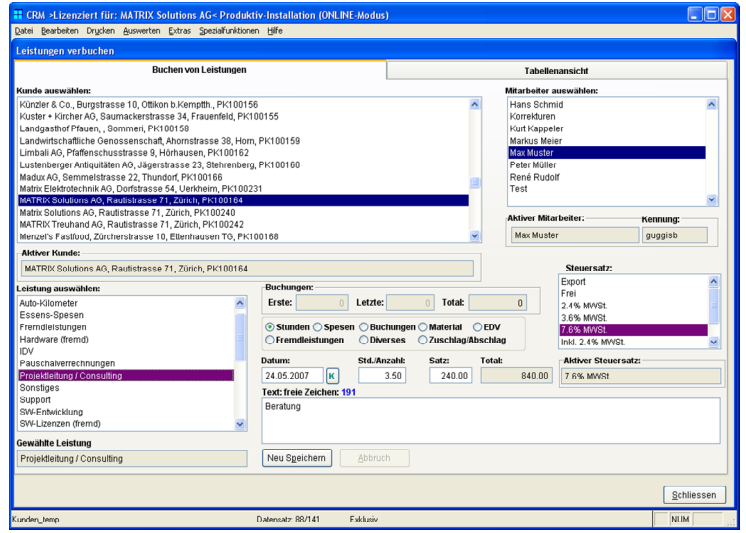 CRM >Lizenziert für: MATRIX Solutions AG< Produktiv-Installation (ONLINE-Modus)
Datei Bearbeiten Drucken Auswerten Extras Spezialfunktionen Hilfe
Leistungen verbuchen
Buchen von Leistungen
Tabellenansicht
Kunde auswählen:
Künzler & Co., Burgstrasse 10, Ottikon b.Kemptth., PK100156
Kuster + Kircher AG, Saumackerstrasse 34, Frauenfeld, PK100155
Landgasthof Pfauen, , Sommeri, PK100158
Landwirtschaftliche Genossenschaft, Ahornstrasse 38, Horn, PK100159
Limbali AG, Pfaffenschusstrasse 9, Hörhausen, PK100162
Lustenberger Antiquitäten AG, Jägerstrasse 23, Stehrenberg, PK100160
Madux AG, Semmelstrasse 22, Thundorf, PK100166
Matrix Elektrotechnik AG, Dorfstrasse 54, Uerkheim, PK100231
MATRIX Solutions AG, Rautistrasse 71, Zürich, PK100164
Matrix Solutions AG, Rautistrasse 71, Zürich, PK100240
MATRIX Treuhand AG, Rautistrasse 71, Zürich, PK100242
Menzel's Fastfood, Zürcherstrasse 10, Ettenhausen TG, PK100168
Mitarbeiter auswählen:
Hans Schmid
Korrekturen
Kurt Kappeler
Markus Meier
Max Muster
Peter Müller
René Rudolf
Test
Aktiver Mitarbeiter: Kennung:
Max Muster guggisb
Aktiver Kunde:
MATRIX Solutions AG, Rautistrasse 71, Zürich, PK100164
Leistung auswählen:
Auto-Kilometer
Essens-Spesen
Fremdleistungen
Hardware (fremd)
IDV
Pauschalverrechnungen
Projektleitung / Consulting
Sonstiges
Support
SW-Entwicklung
SW-Lizenzen (fremd)
Gewählte Leistung
Projektleitung / Consulting
Buchungen:
Erste: 0 Letzte: 0 Total: 0
Stunden Spesen Buchungen Material EDV
Fremdleistungen Diverses Zuschlag/Abschlag
Datum: Std./Anzahl: Satz: Total:
24.05.2007 K 3.50 240.00 840.00
Text: freie Zeichen: 191
Beratung
Neu Speichern Abbruch
Steuersatz:
Export
Frei
2.4% MWSt.
3.6% MWSt.
7.6% MWSt.
Inkl. 2.4% MWSt.
Aktiver Steuersatz:
7.6% MWSt.
Schliessen
Kunden_temp Datensatz: 88/141 Exklusiv NUM